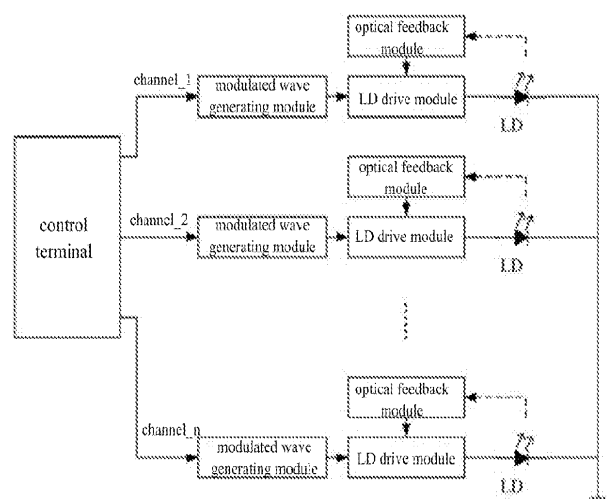 optical feedback
module
channel_1
modulated wave
generating module
LD drive module
LD
control
terminal
optical feedback
module
channel_2
modulated wave
generating module
LD drive module
LD
optical feedback
module
channel_n
modulated wave
generating module
LD drive module
LD